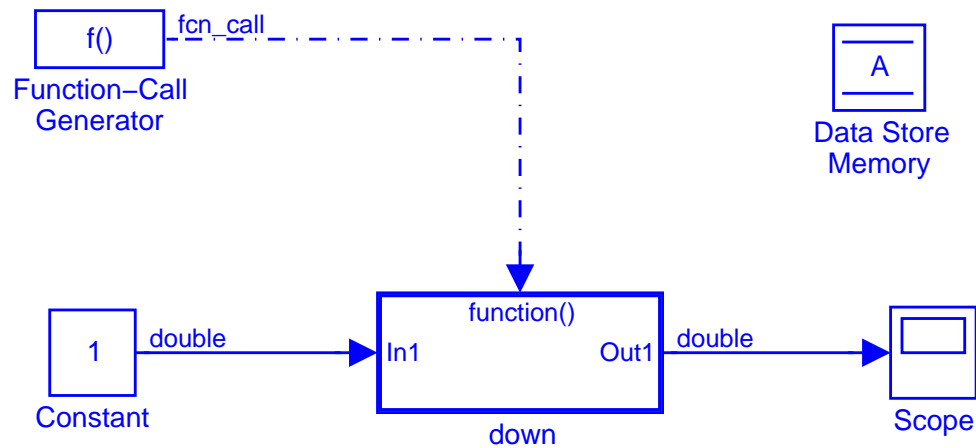 f()
fcn_call
Function−Call
Generator
A
Data Store
Memory
function()
1
double
In1
Out1
double
Constant
down
Scope